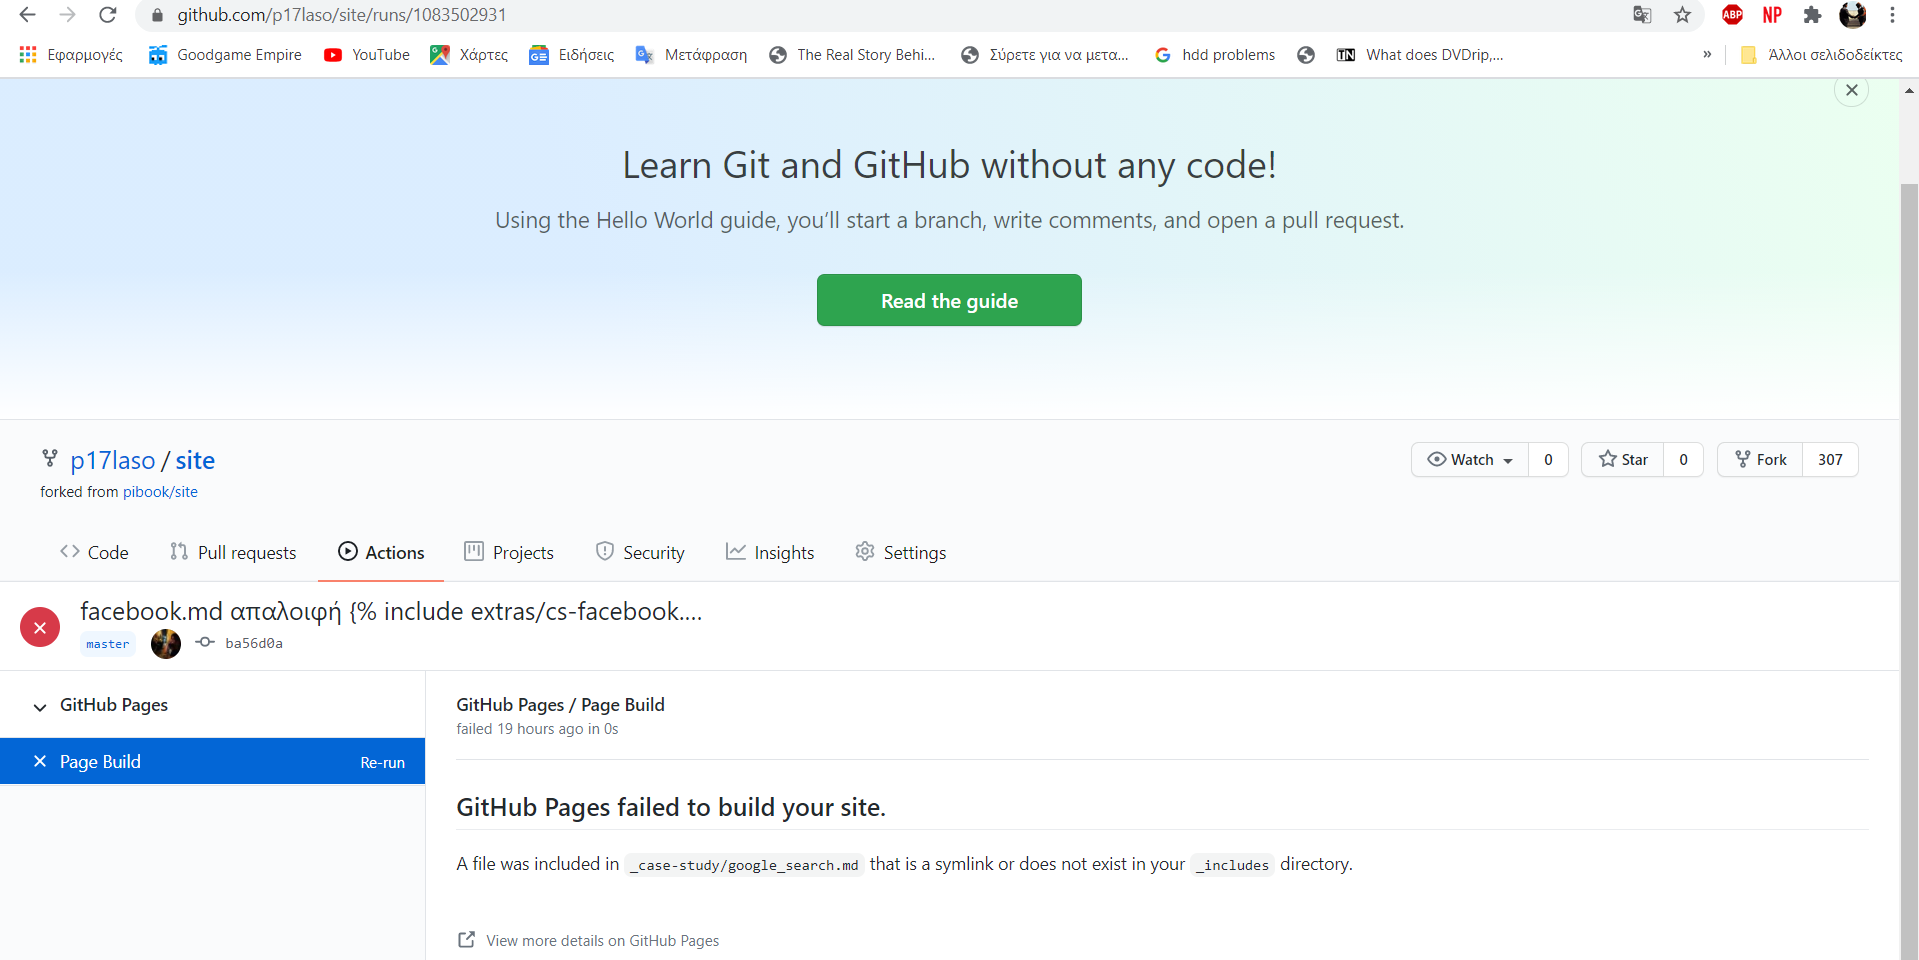 github.com/p17laso/site/runs/1083502931
ABP
NP
Εφαρμογές
Goodgame Empire
YouTube
Χάρτες
Ειδήσεις
Μετάφραση
The Real Story Behi...
Σύρετε για να μετα...
hdd problems
TN
What does DVDrip,...
»
Άλλοι σελιδοδείκτες
Learn Git and GitHub without any code!
Using the Hello World guide, you’ll start a branch, write comments, and open a pull request.
Read the guide
p17laso / site
forked from pibook/site
Watch 0
Star 0
Fork 307
Code
Pull requests
Actions
Projects
Security
Insights
Settings
facebook.md απαλοιφή {% include extras/cs-facebook....
master
ba56d0a
GitHub Pages
Page Build
Re-run
GitHub Pages / Page Build
failed 19 hours ago in 0s
GitHub Pages failed to build your site.
A file was included in _case-study/google_search.md that is a symlink or does not exist in your _includes directory.
View more details on GitHub Pages